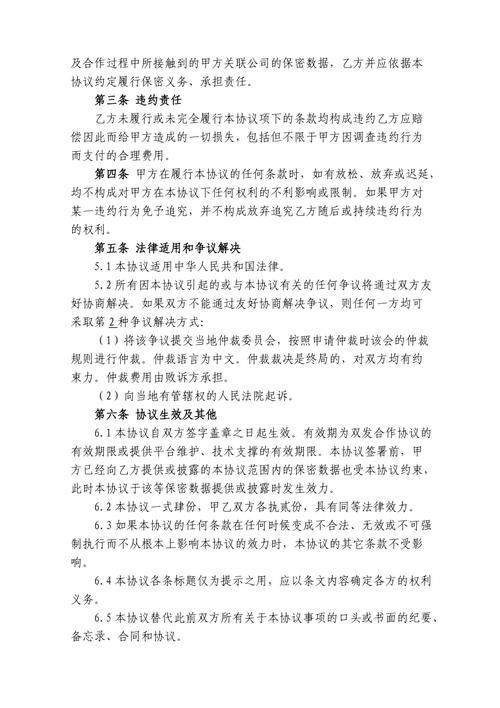 及合作过程中所接触到的甲方关联公司的保密数据，乙方并应依据本
协议约定履行保密义务、承担责任。
第三条 违约责任
乙方未履行或未完全履行本协议项下的条款均构成违约乙方应赔
偿因此而给甲方造成的一切损失，包括但不限于甲方因调查违约行为
而支付的合理费用。
第四条 甲方在履行本协议的任何条款时，如有放松、放弃或迟延，
均不构成对甲方在本协议下任何权利的不利影响或限制。如果甲方对
某一违约行为免予追究，并不构成放弃追究乙方随后或持续违约行为
的权利。
第五条 法律适用和争议解决
5.1 本协议适用中华人民共和国法律。
5.2 所有因本协议引起的或与本协议有关的任何争议将通过双方友
好协商解决。如果双方不能通过友好协商解决争议，则任何一方均可
采取第 2 种争议解决方式：
（1）将该争议提交当地仲裁委员会，按照申请仲裁时该会的仲裁
规则进行仲裁。仲裁语言为中文。仲裁裁决是终局的，对双方均有约
束力。仲裁费用由败诉方承担。
（2）向当地有管辖权的人民法院起诉。
第六条 协议生效及其他
6.1 本协议自双方签字盖章之日起生效。有效期为双发合作协议的
有效期限或提供平台维护、技术支撑的有效期限。本协议签署前，甲
方已经向乙方提供或披露的本协议范围内的保密数据也受本协议约束，
此时本协议于该等保密数据提供或披露时发生效力。
6.2 本协议一式肆份，甲乙双方各执贰份，具有同等法律效力。
6.3 如果本协议的任何条款在任何时候变成不合法、无效或不可强
制执行而不从根本上影响本协议的效力时，本协议的其它条款不受影
响。
6.4 本协议各条标题仅为提示之用，应以条文内容确定各方的权利
义务。
6.5 本协议替代此前双方所有关于本协议事项的口头或书面的纪要、
备忘录、合同和协议。